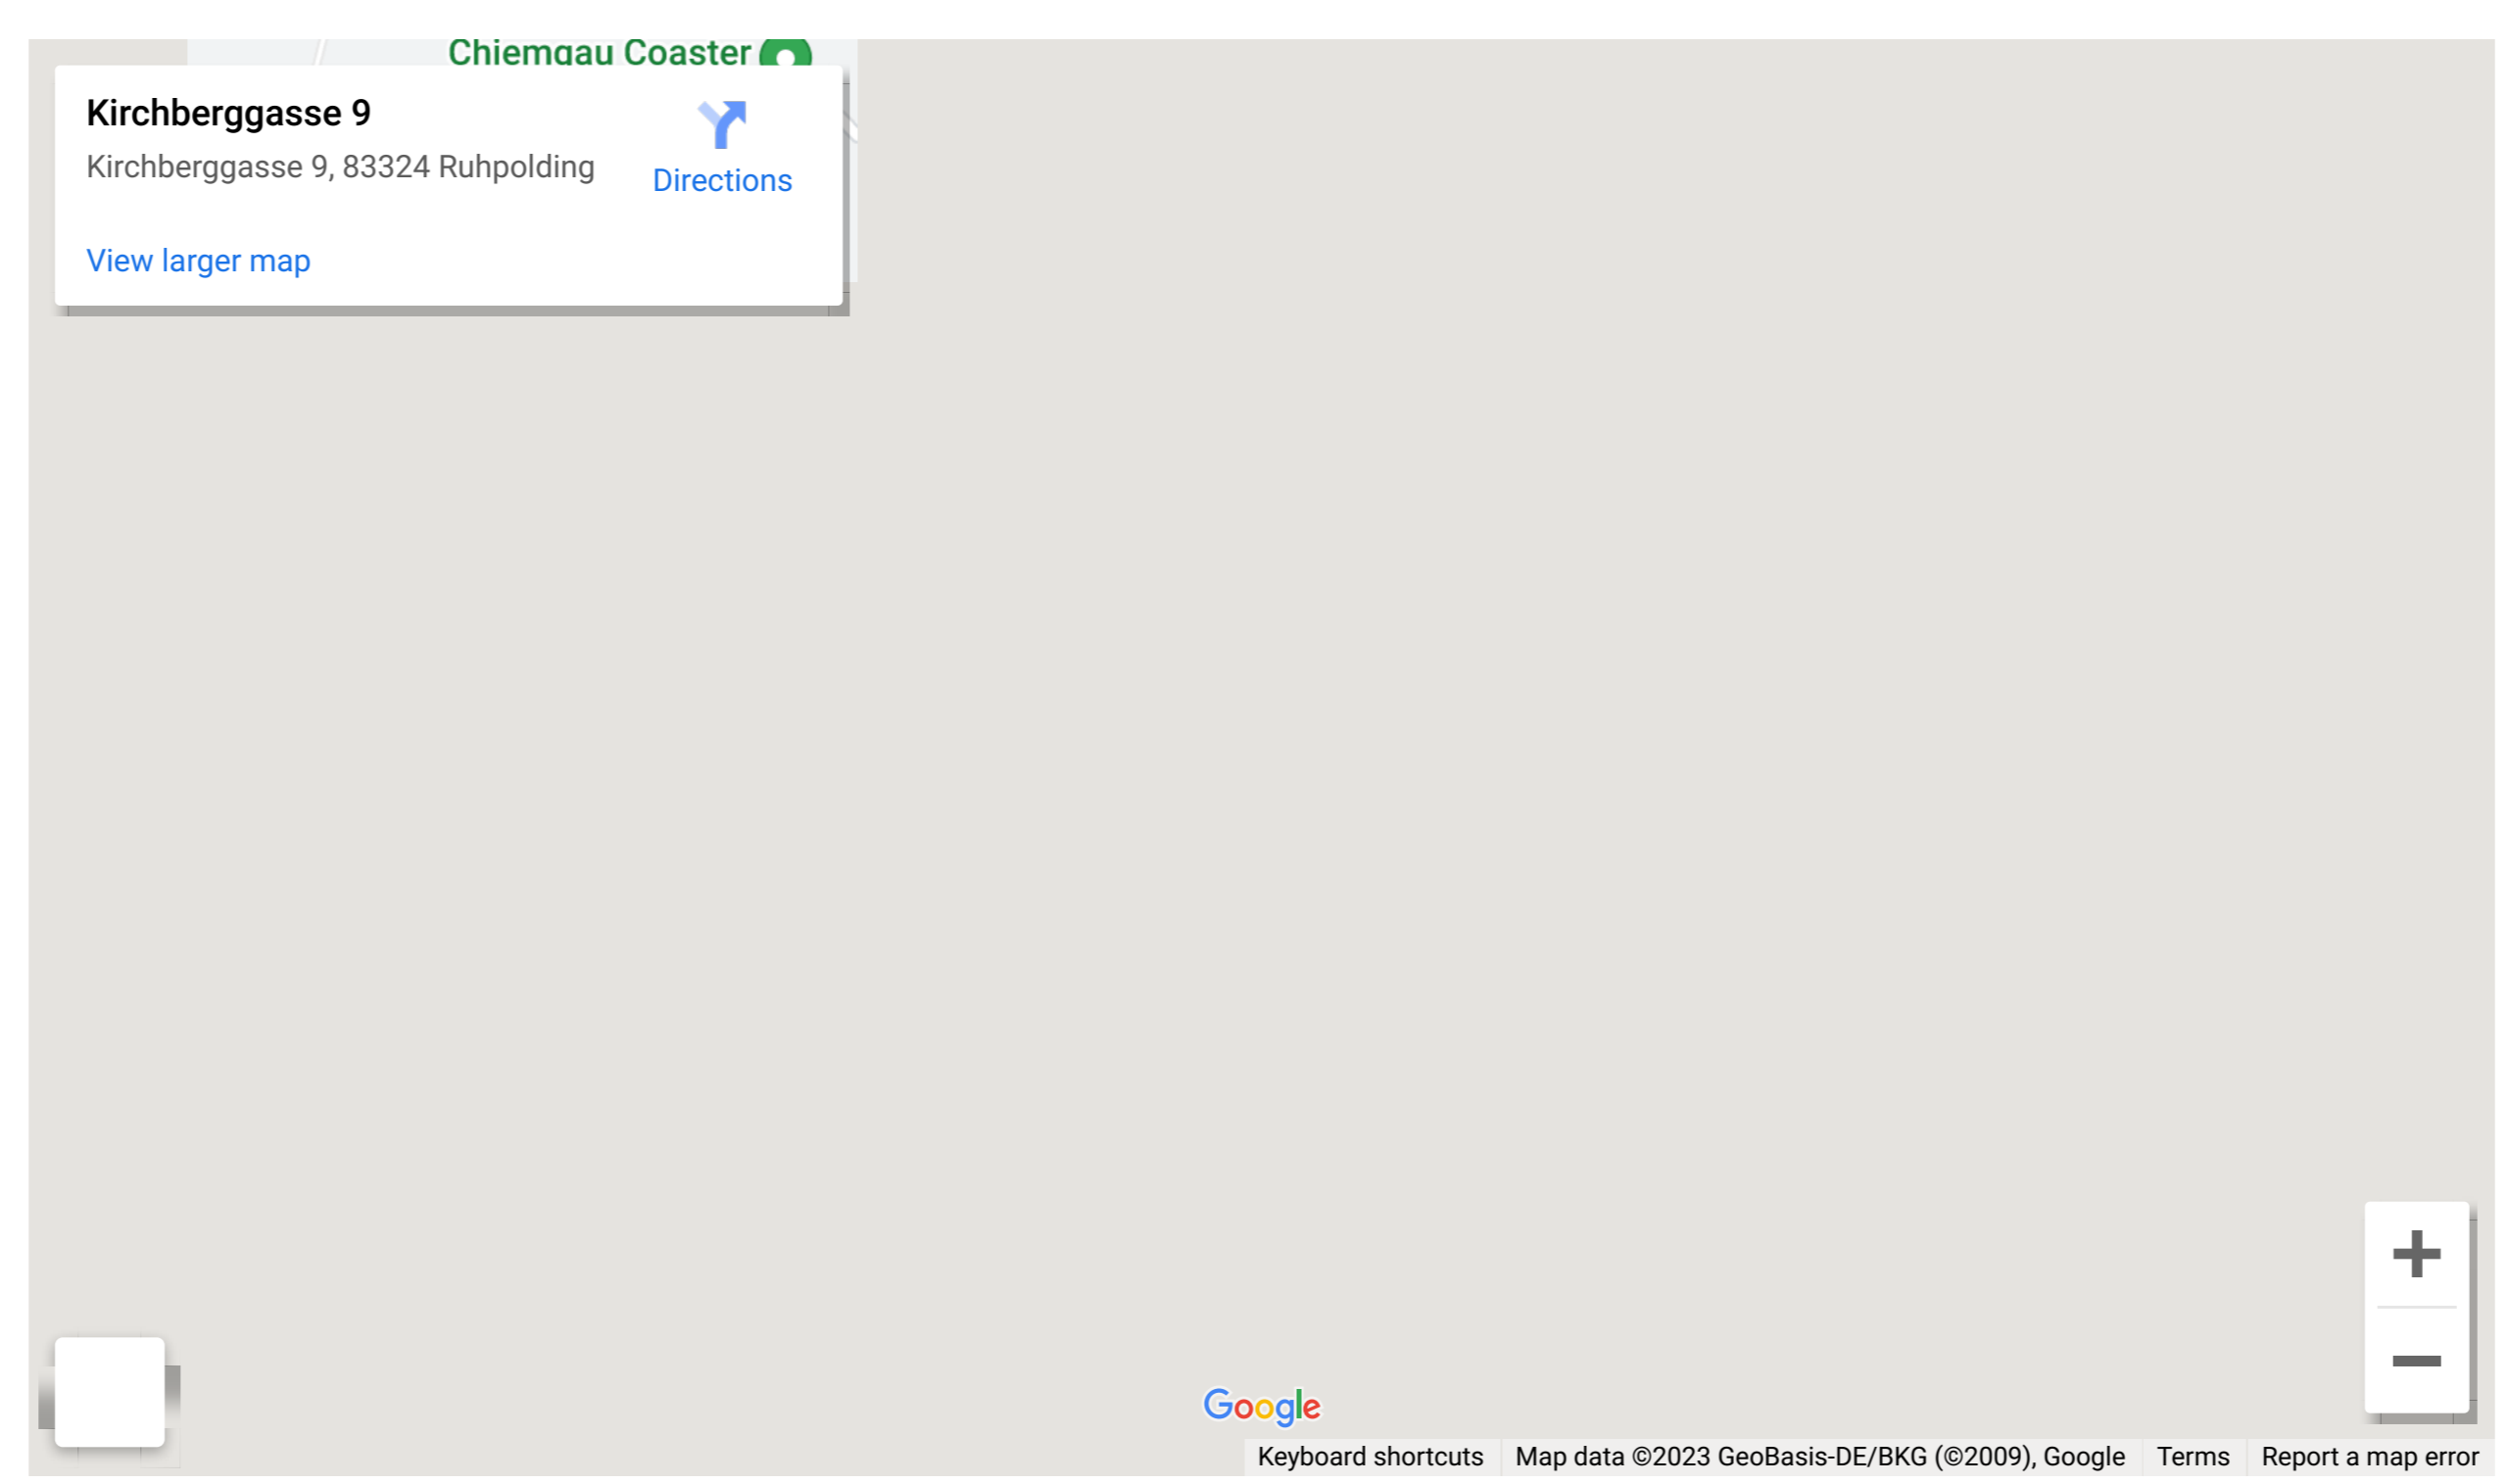 Chiemgau Coaster
Kirchberggasse 9
Kirchberggasse 9, 83324 Ruhpolding
Directions
View larger map
Google
Keyboard shortcuts
Map data ©2023 GeoBasis-DE/BKG (©2009), Google
Terms
Report a map error